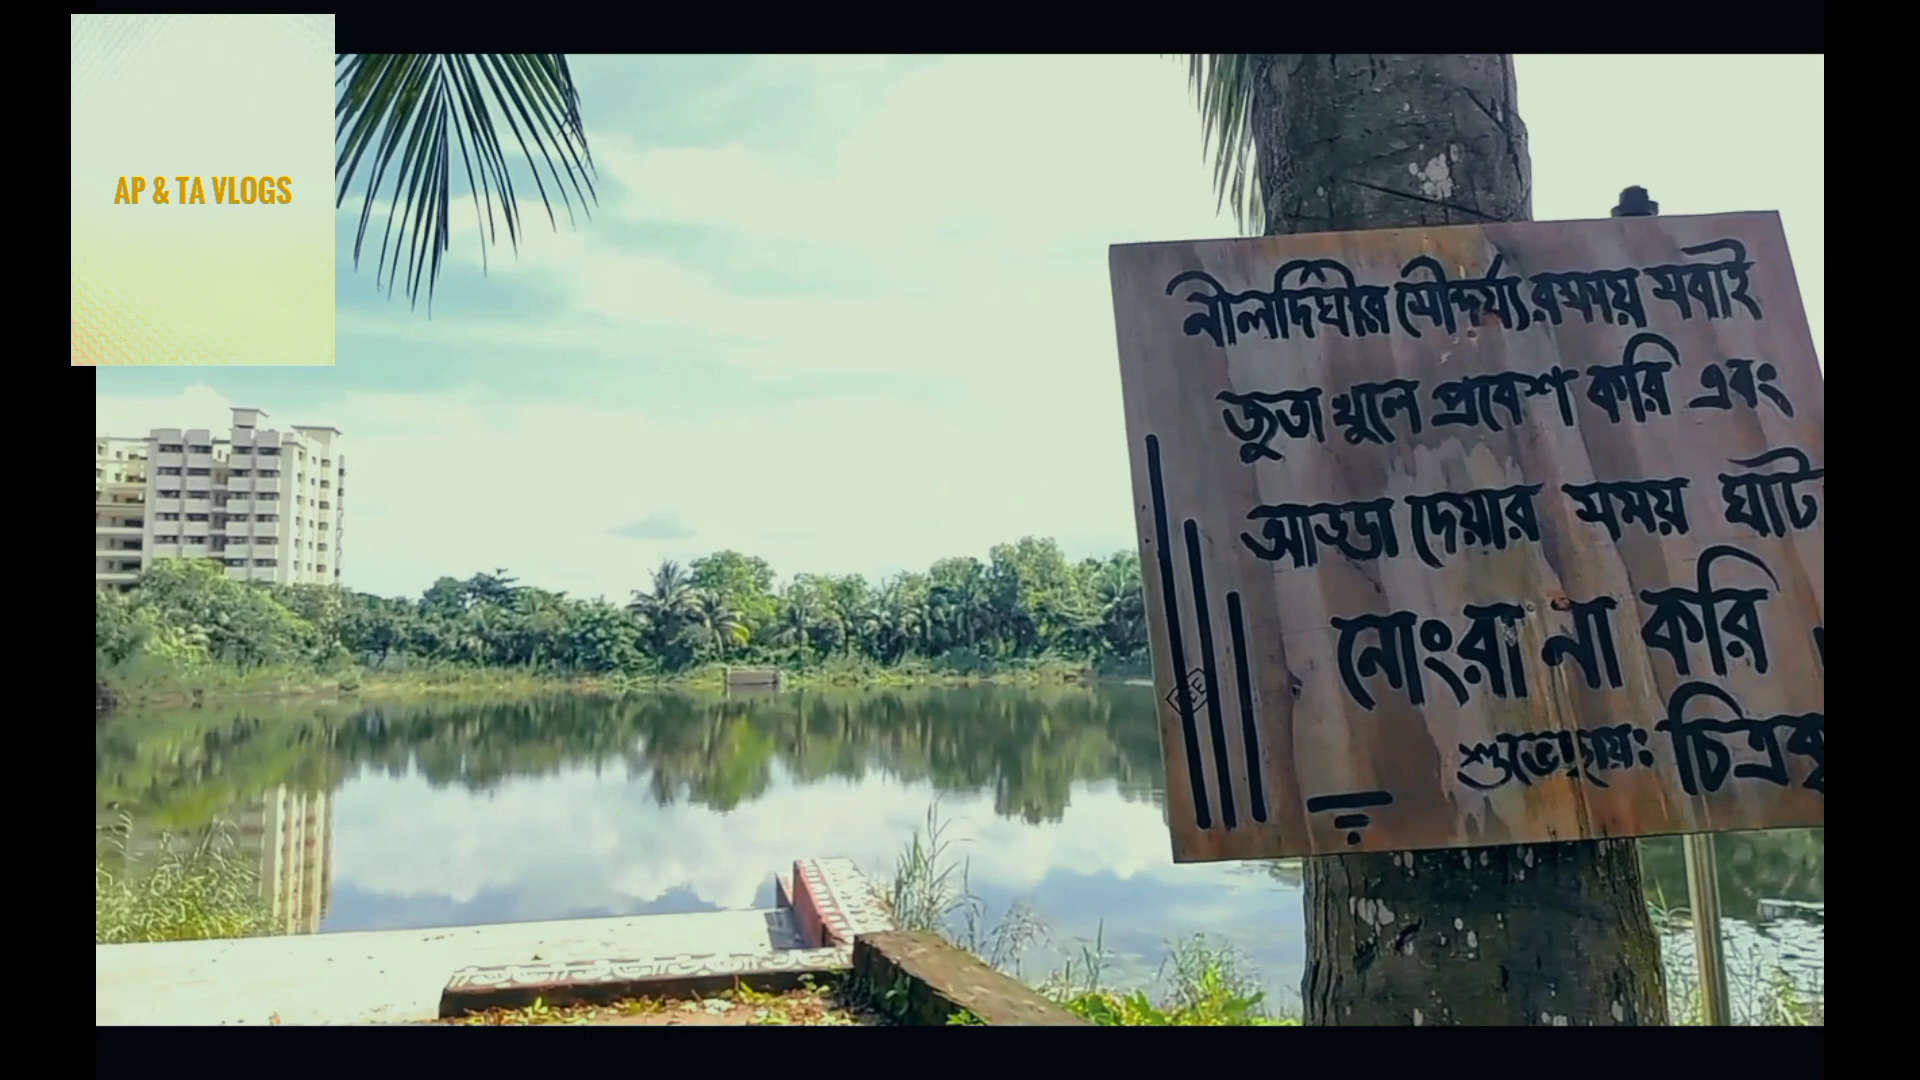 AP & TA VLOGS
নীলদিঘীর সৌন্দর্য্য রক্ষায় সবাই
জুতা খুলে প্রবেশ করি এবং
আড্ডা দেয়ার সময় ঘাট
নোংরা না করি
শুভেচ্ছায়ঃ